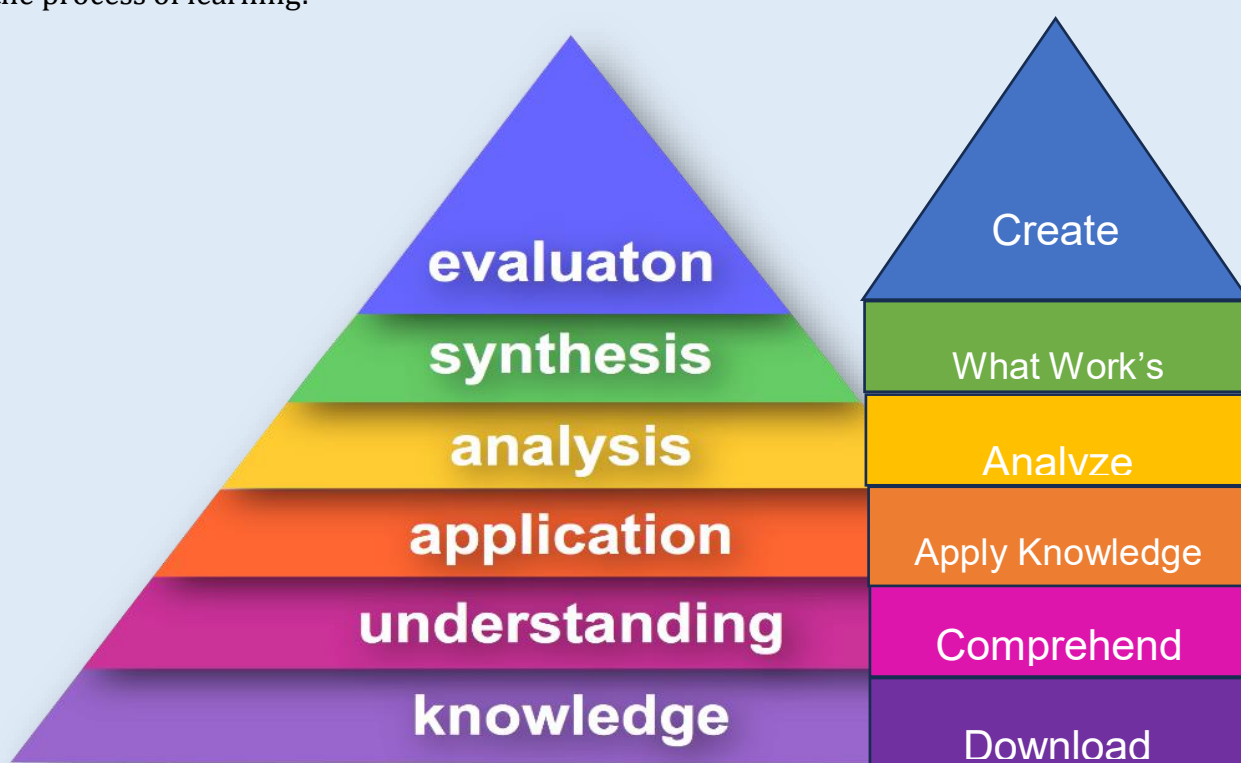 the process of learning.
evaluaton
synthesis
analysis
application
understanding
knowledge
Create
What Work's
Analyze
Apply Knowledge
Comprehend
Download